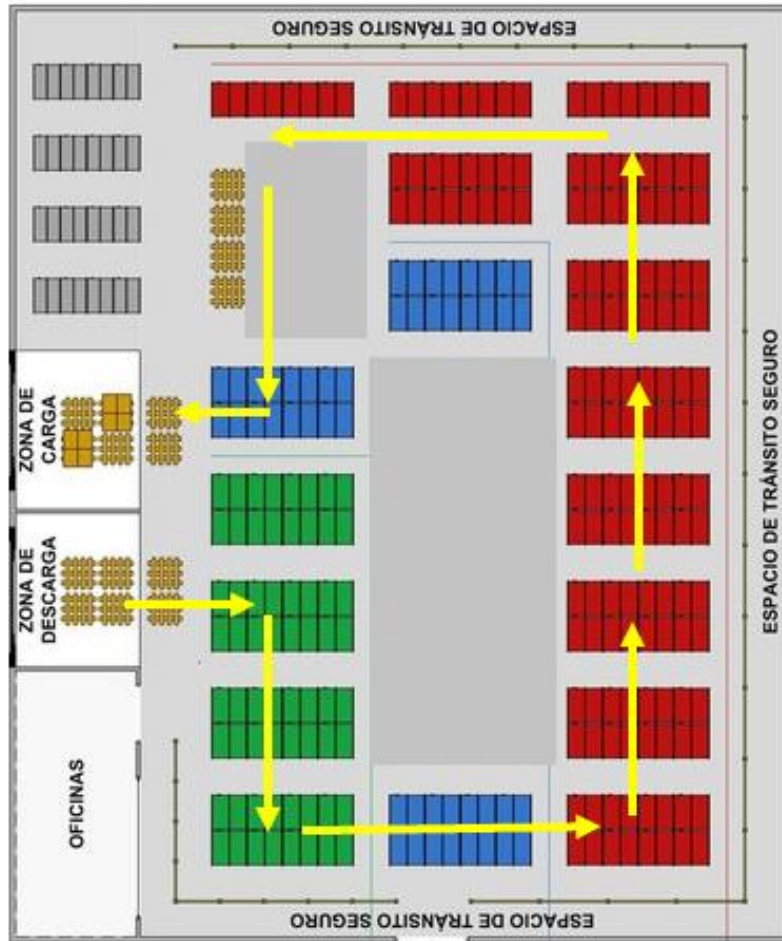 ESPACIO DE TRÁNSITO SEGURO
ZONA DE
CARGA
ZONA DE
DESCARGA
OFICINAS
ESPACIO DE TRÁNSITO SEGURO
ESPACIO DE TRÁNSITO SEGURO